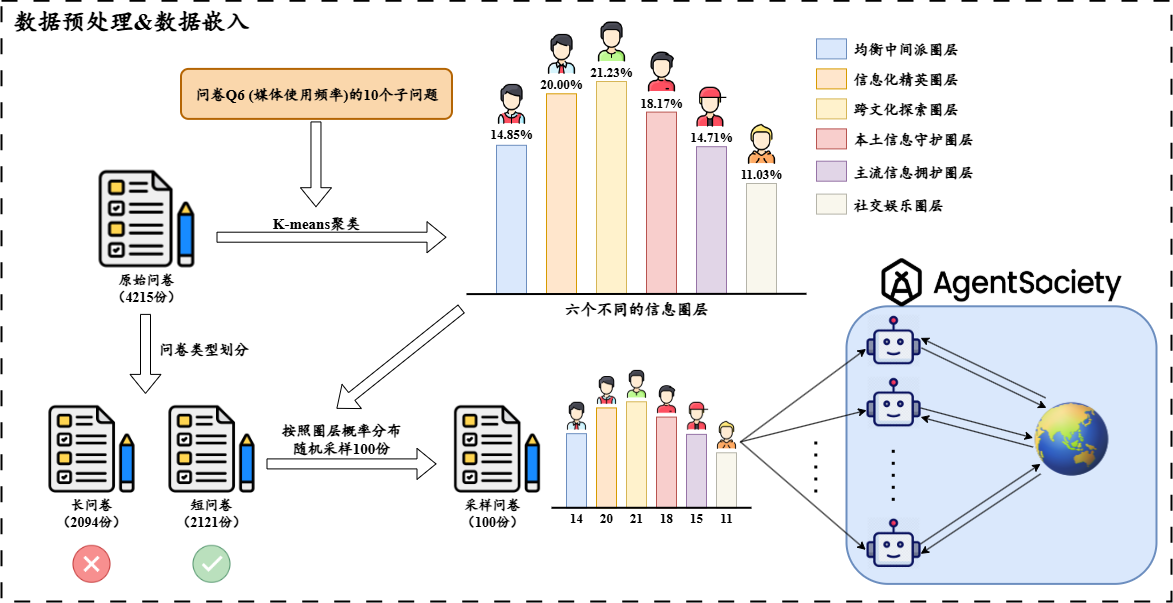 数据预处理&数据嵌入
问卷Q6 (媒体使用频率)的10个子问题
K-means聚类
原始问卷
（4215份）
问卷类型划分
14.85%
20.00%
21.23%
18.17%
14.71%
11.03%
六个不同的信息圈层
均衡中间派圈层
信息化精英圈层
跨文化探索圈层
本土信息守护圈层
主流信息拥护圈层
社交娱乐圈层
长问卷
（2094份）
短问卷
（2121份）
按照圈层概率分布
随机采样100份
采样问卷
（100份）
14
20
21
18
15
11
AgentSociety